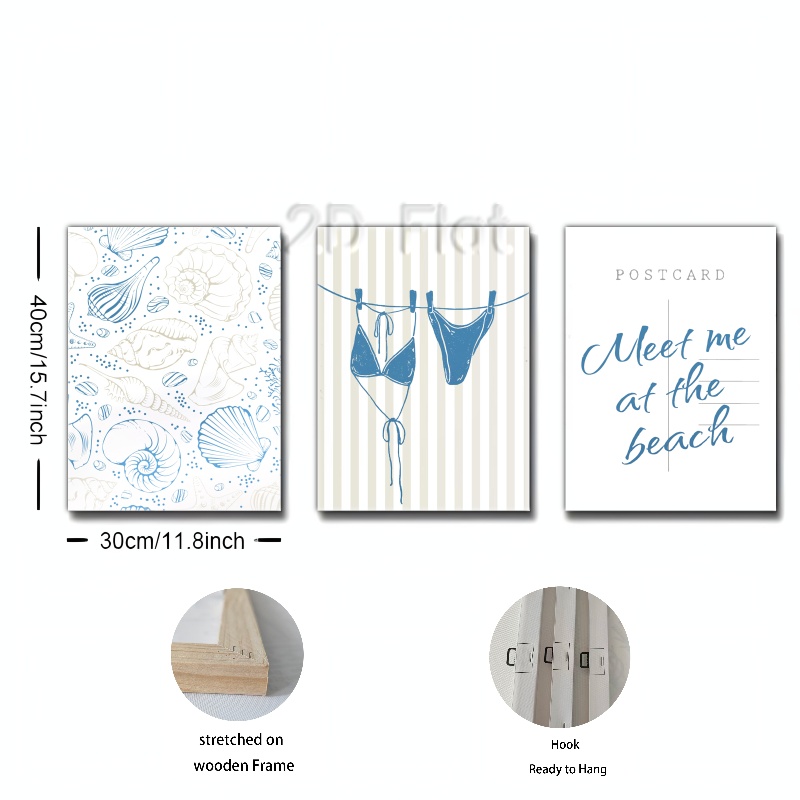 2D Flat
40cm/15.7inch
30cm/11.8inch
POSTCARD
Meet me
at the
beach
stretched on
wooden Frame
Hook
Ready to Hang